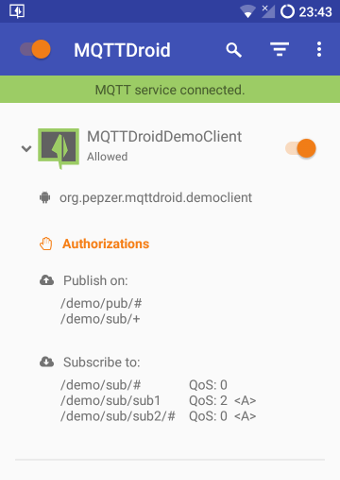 23:43
MQTTDroid
MQTT service connected.
MQTTDroidDemoClient
Allowed
org.pepzer.mqttdroid.democlient
Authorizations
Publish on:
/demo/pub/#
/demo/sub/+
Subscribe to:
/demo/sub/# QoS: 0
/demo/sub/sub1 QoS: 2 <A>
/demo/sub/sub2/# QoS: 0 <A>